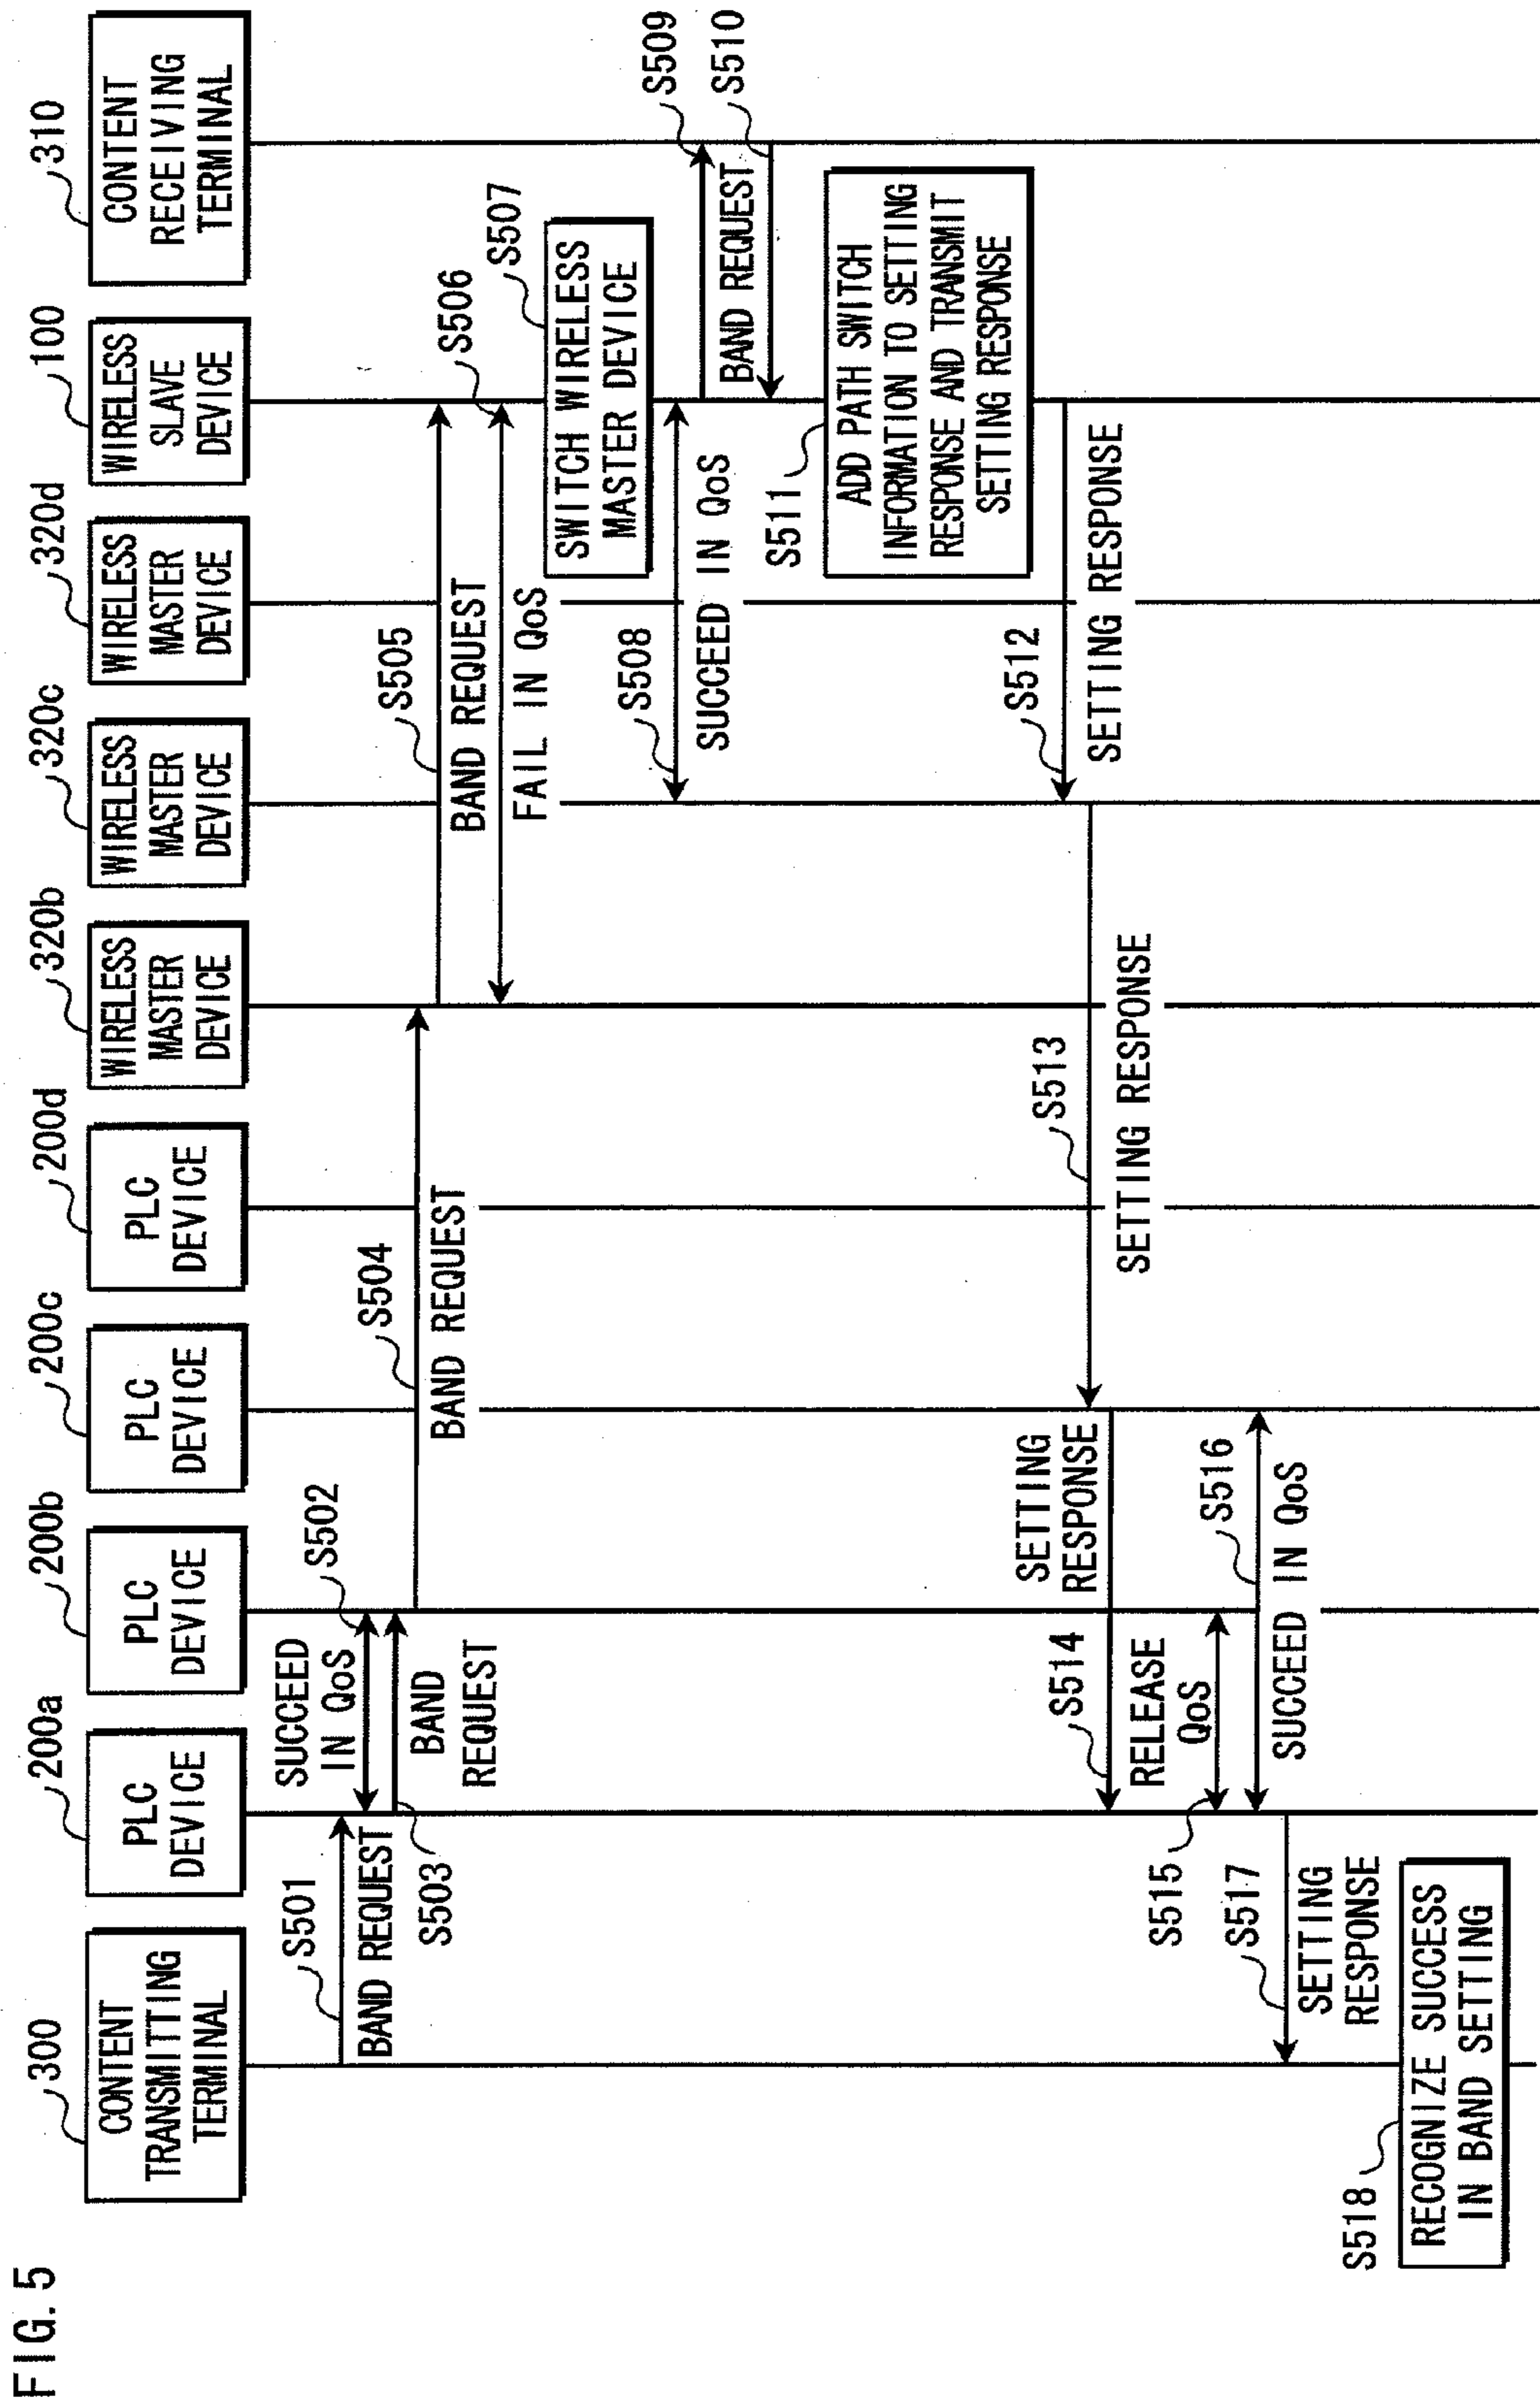 FIG. 5
300
CONTENT
TRANSMITTING
TERMINAL
200a
PLC
DEVICE
200b
PLC
DEVICE
200c
PLC
DEVICE
200d
PLC
DEVICE
320b
WIRELESS
MASTER
DEVICE
320c
WIRELESS
MASTER
DEVICE
320d
WIRELESS
MASTER
DEVICE
100
WIRELESS
SLAVE
DEVICE
310
CONTENT
RECEIVING
TERMINAL
S501
BAND REQUEST
SUCCEED
IN QoS
S502
S503
BAND
REQUEST
S504
BAND REQUEST
S505
BAND REQUEST
S506
FAIL IN QoS
S507
SWITCH WIRELESS
MASTER DEVICE
S508
SUCCEED IN QoS
S509
BAND REQUEST
S510
S511
ADD PATH SWITCH
INFORMATION TO SETTING
RESPONSE AND TRANSMIT
SETTING RESPONSE
S512
SETTING RESPONSE
S513
SETTING RESPONSE
SETTING
RESPONSE
S514
RELEASE
QoS
S515
S516
SUCCEED IN QoS
S517
SETTING
RESPONSE
S518
RECOGNIZE SUCCESS
IN BAND SETTING